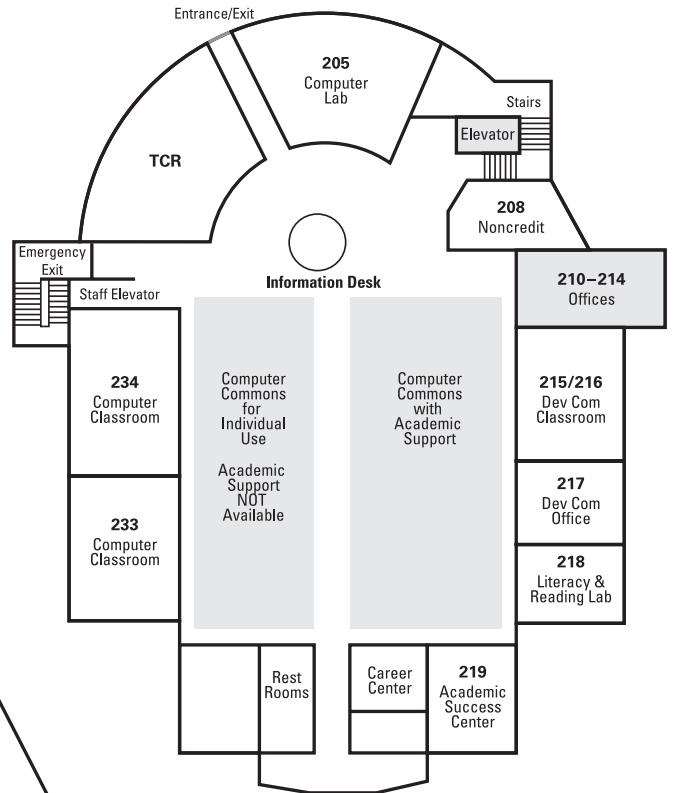 Entrance/Exit
205
Computer
Lab
Stairs
Elevator
TCR
208
Noncredit
Emergency
Exit
Information Desk
210–214
Offices
Staff Elevator
234
Computer
Classroom
Computer
Commons
for
Individual
Use
Academic
Support
NOT
Available
Computer
Commons
with
Academic
Support
215/216
Dev Com
Classroom
217
Dev Com
Office
233
Computer
Classroom
218
Literacy &
Reading Lab
Rest
Rooms
Career
Center
219
Academic
Success
Center